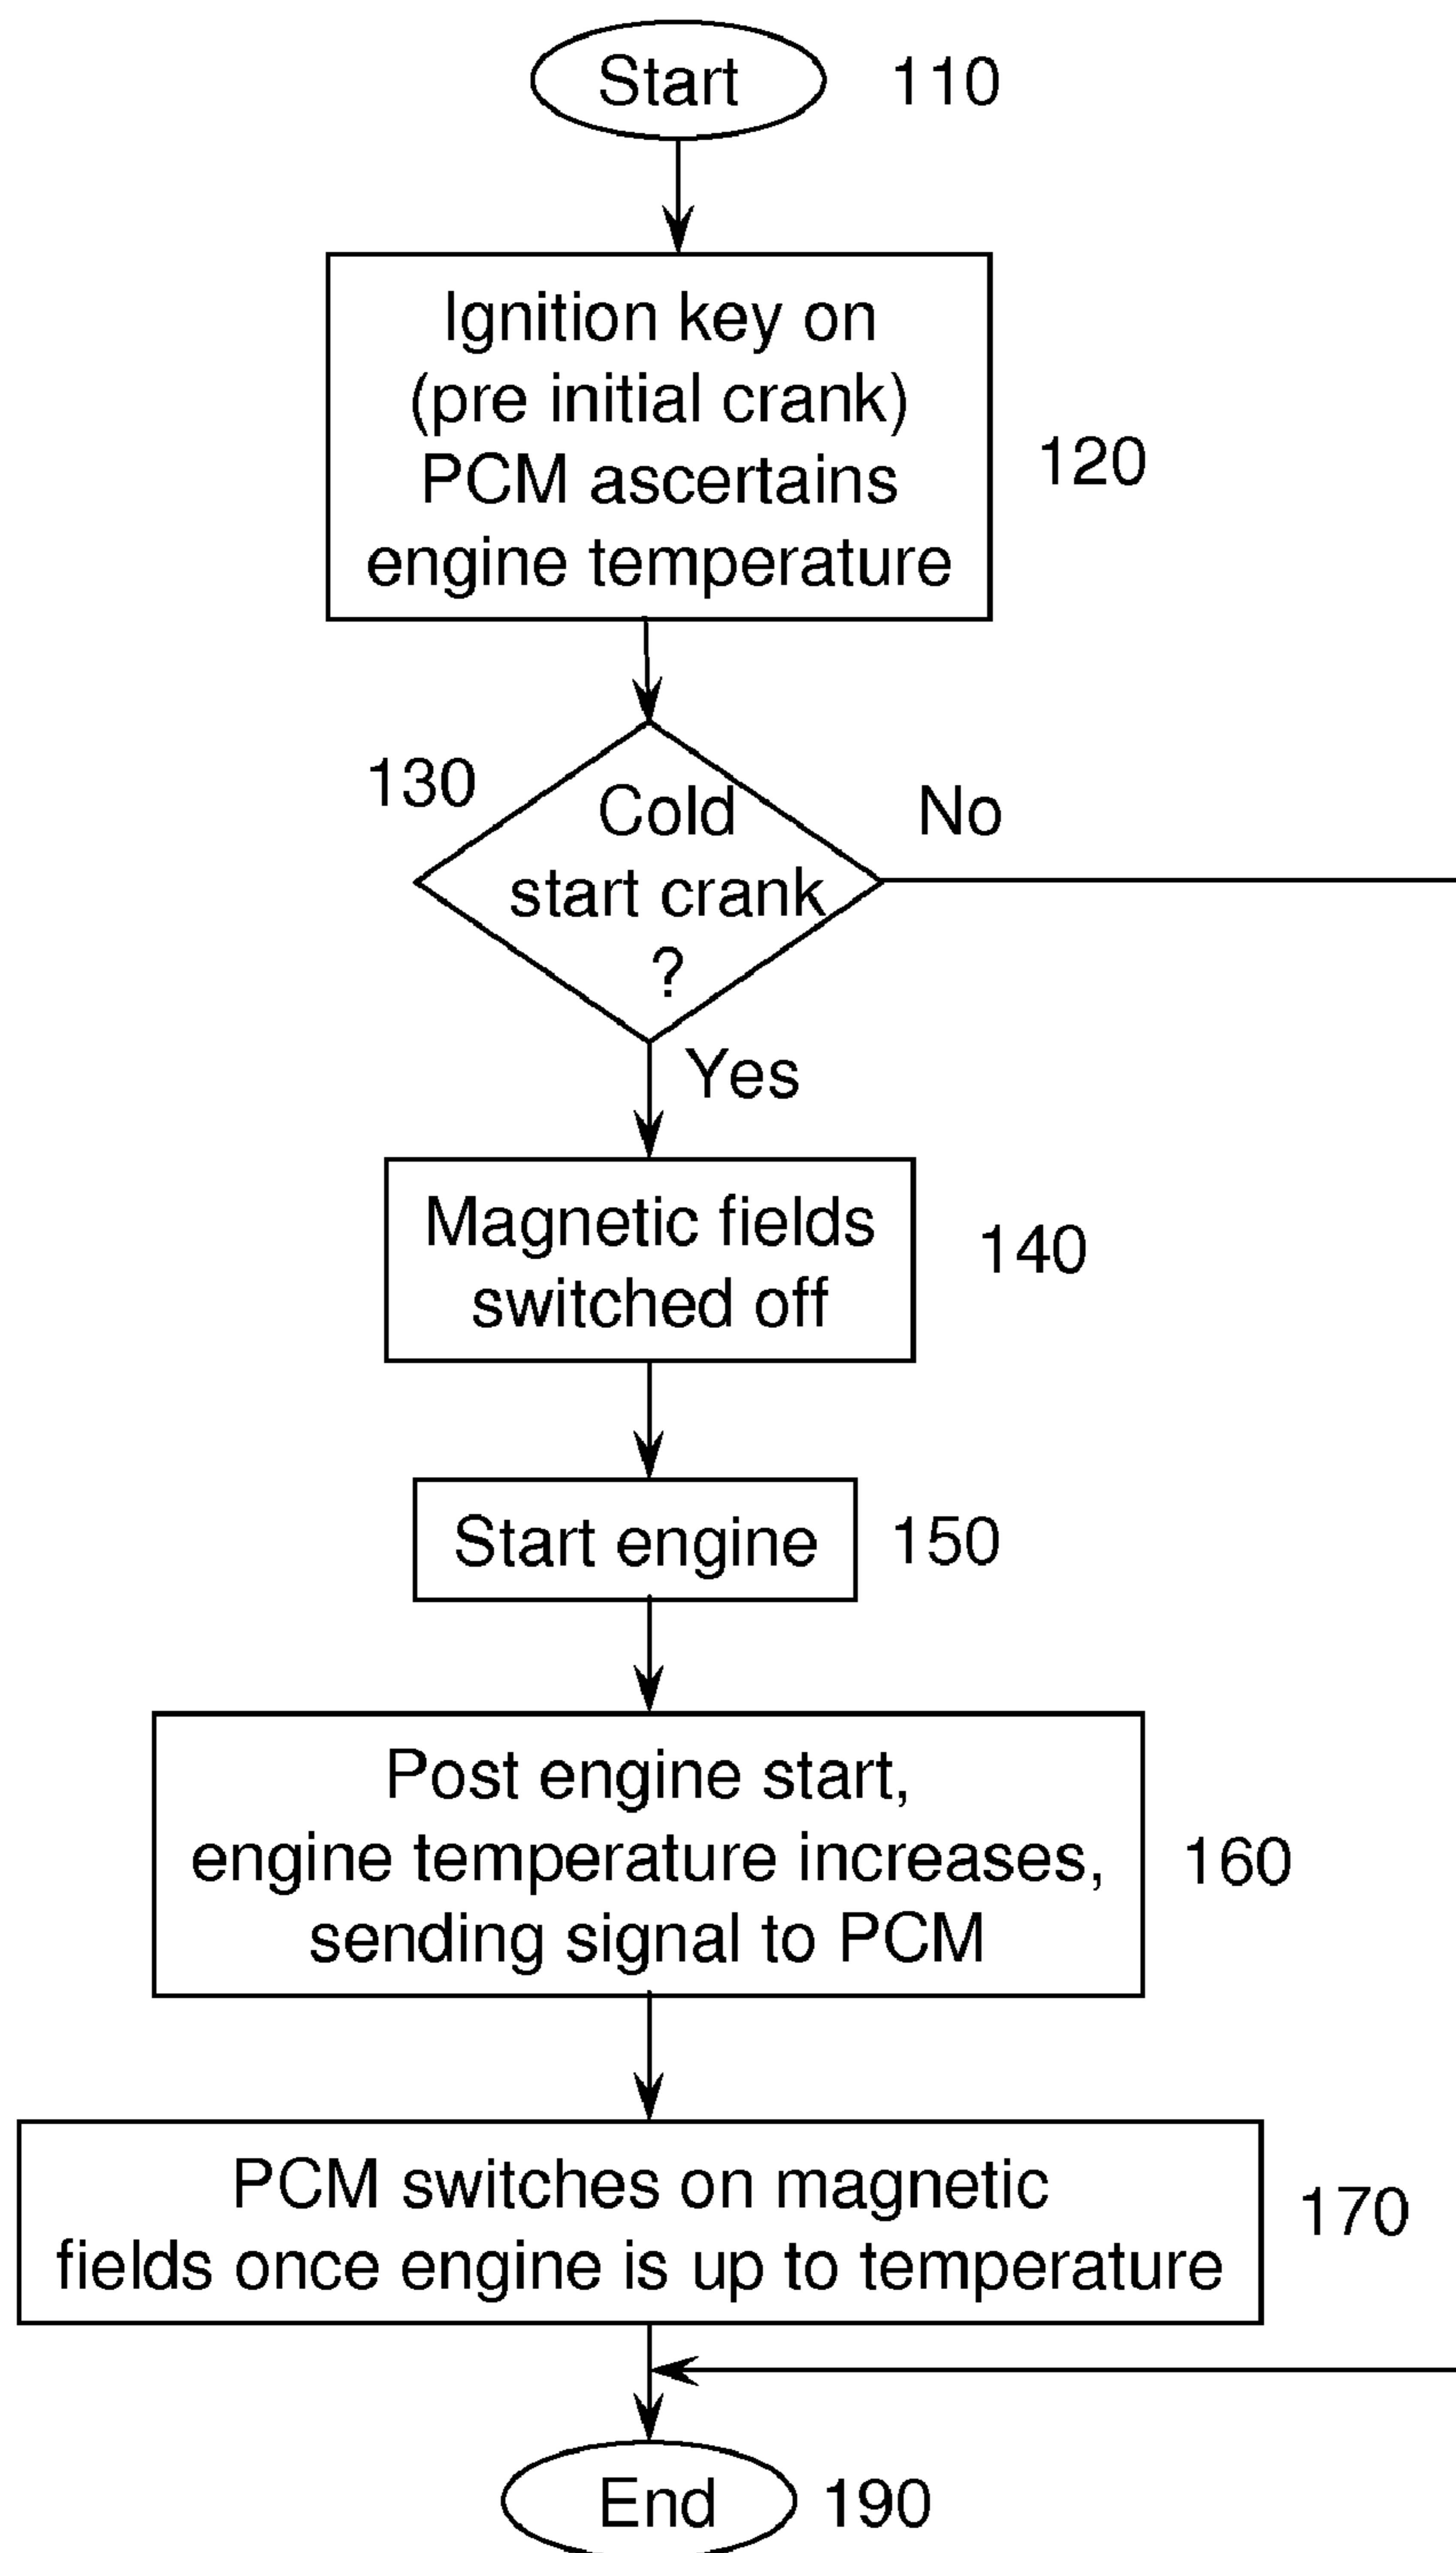 Start
110
Ignition key on
(pre initial crank)
PCM ascertains
engine temperature
120
130
Cold
start crank
?
No
Yes
Magnetic fields
switched off
140
Start engine
150
Post engine start,
engine temperature increases,
sending signal to PCM
160
PCM switches on magnetic
fields once engine is up to temperature
170
End
190